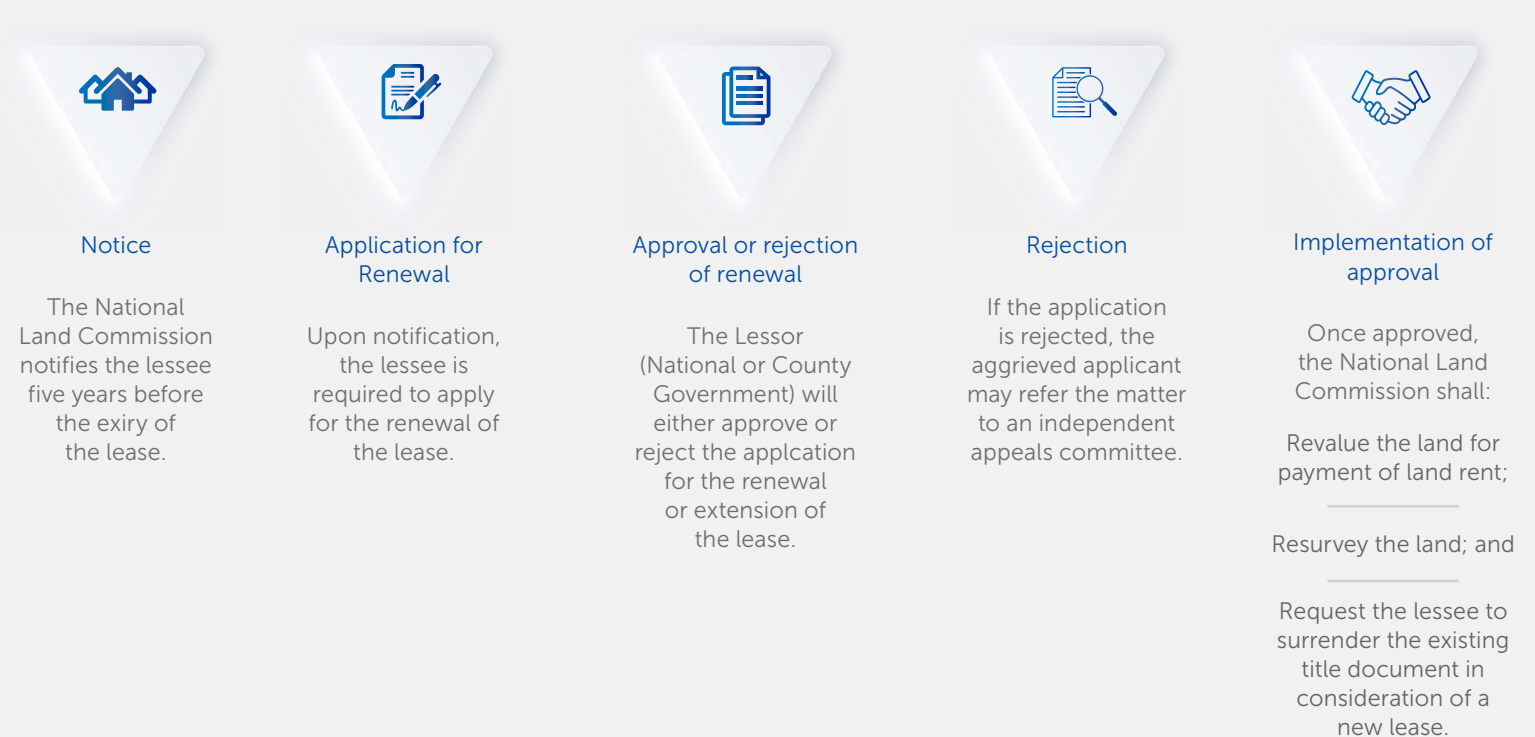 Notice
The National
Land Commission
notifies the lessee
five years before
the exiry of
the lease.
Application for
Renewal
Upon notification,
the lessee is
required to apply
for the renewal of
the lease.
Approval or rejection
of renewal
The Lessor
(National or County
Government) will
either approve or
reject the applcation
for the renewal
or extension of
the lease.
Rejection
If the application
is rejected, the
aggrieved applicant
may refer the matter
to an independent
appeals committee.
Implementation of
approval
Once approved,
the National Land
Commission shall:
Revalue the land for
payment of land rent;
Resurvey the land; and
Request the lessee to
surrender the existing
title document in
consideration of a
new lease.